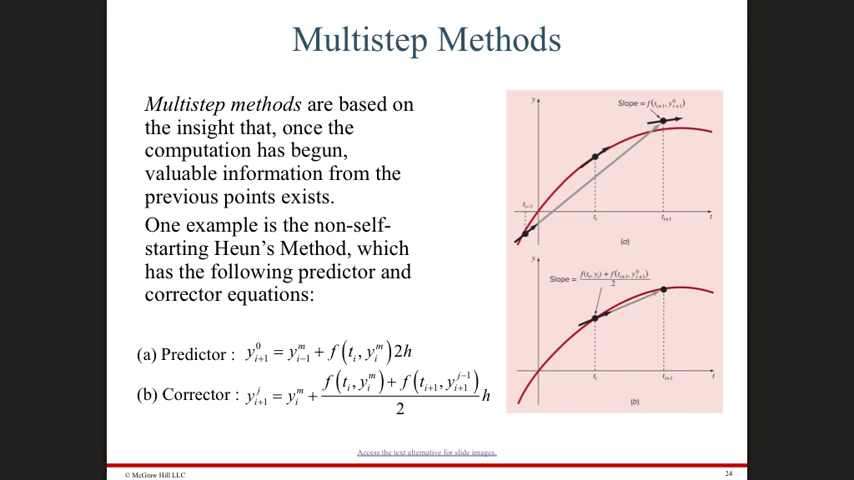 Multistep Methods
Multistep methods are based on
the insight that, once the
computation has begun,
valuable information from the
previous points exists.
One example is the non-self-
starting Heun's Method, which
has the following predictor and
corrector equations:
(a) Predictor : y⁰ᵢ₊₁ = yᵐᵢ₋₁ + f(tᵢ, yᵐᵢ)2h
(b) Corrector : yʲᵢ₊₁ = yᵐᵢ + (f(tᵢ, yᵐᵢ) + f(tᵢ₊₁, yʲ⁻¹ᵢ₊₁))/2 h
y
Slope = f(tᵢ₊₁, y⁰ᵢ₊₁)
tᵢ₋₁
tᵢ
tᵢ₊₁
t
(a)
y
Slope = (f(tᵢ, yᵢ) + f(tᵢ₊₁, y⁰ᵢ₊₁))/2
tᵢ
tᵢ₊₁
t
(b)
Access the text alternative for slide images.
© McGraw Hill LLC
24